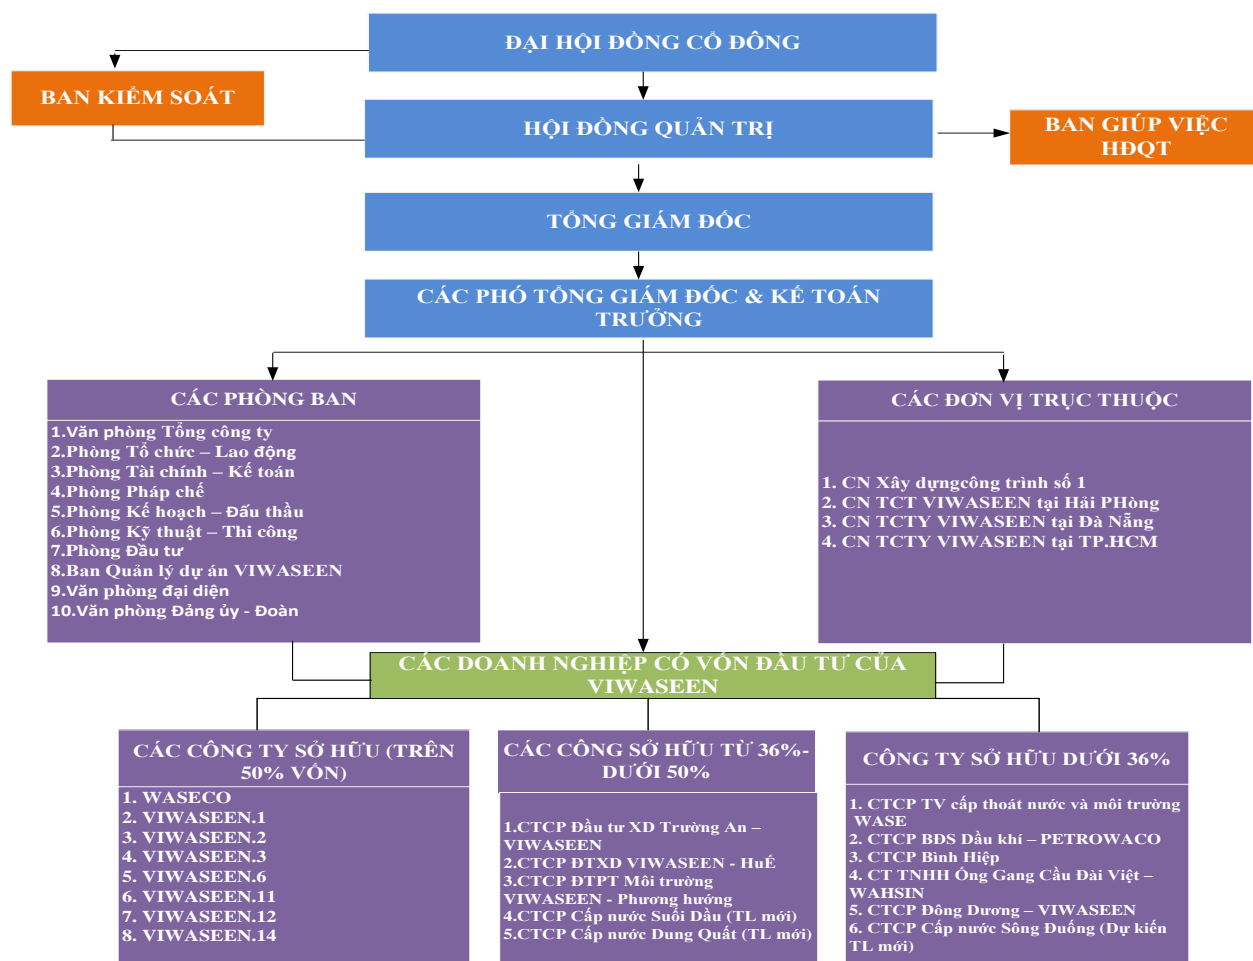 ĐẠI HỘI ĐỒNG CỔ ĐÔNG
BAN KIỂM SOÁT
HỘI ĐỒNG QUẢN TRỊ
BAN GIÚP VIỆC
HĐQT
TỔNG GIÁM ĐỐC
CÁC PHÓ TỔNG GIÁM ĐỐC & KẾ TOÁN
TRƯỞNG
CÁC PHÒNG BAN
1.Văn phòng Tổng công ty
2.Phòng Tổ chức – Lao động
3.Phòng Tài chính – Kế toán
4.Phòng Pháp chế
5.Phòng Kế hoạch – Đấu thầu
6.Phòng Kỹ thuật – Thi công
7.Phòng Đầu tư
8.Ban Quản lý dự án VIWASEEN
9.Văn phòng đại diện
10.Văn phòng Đảng ủy - Đoàn
CÁC ĐƠN VỊ TRỤC THUỘC
1. CN Xây dựngcông trình số 1
2. CN TCT VIWASEEN tại Hải PHòng
3. CN TCTY VIWASEEN tại Đà Nẵng
4. CN TCTY VIWASEEN tại TP.HCM
CÁC DOANH NGHIỆP CÓ VỐN ĐẦU TƯ CỦA
VIWASEEN
CÁC CÔNG TY SỞ HỮU (TRÊN
50% VỐN)
1. WASECO
2. VIWASEEN.1
3. VIWASEEN.2
4. VIWASEEN.3
5. VIWASEEN.6
6. VIWASEEN.11
7. VIWASEEN.12
8. VIWASEEN.14
CÁC CÔNG SỞ HỮU TỪ 36%-
DƯỚI 50%
1.CTCP Đầu tư XD Trường An –
VIWASEEN
2.CTCP ĐTXD VIWASEEN - HuÉ
3.CTCP ĐTPT Môi trường
VIWASEEN - Phương hướng
4.CTCP Cấp nước Suối Dầu (TL mới)
5.CTCP Cấp nước Dung Quất (TL mới)
CÔNG TY SỞ HỮU DƯỚI 36%
1. CTCP TV cấp thoát nước và môi trường
WASE
2. CTCP BĐS Dầu khí – PETROWACO
3. CTCP Bình Hiệp
4. CT TNHH Ống Gang Cầu Đài Việt –
WAHSIN
5. CTCP Đông Dương – VIWASEEN
6. CTCP Cấp nước Sông Đuống (Dự kiến
TL mới)